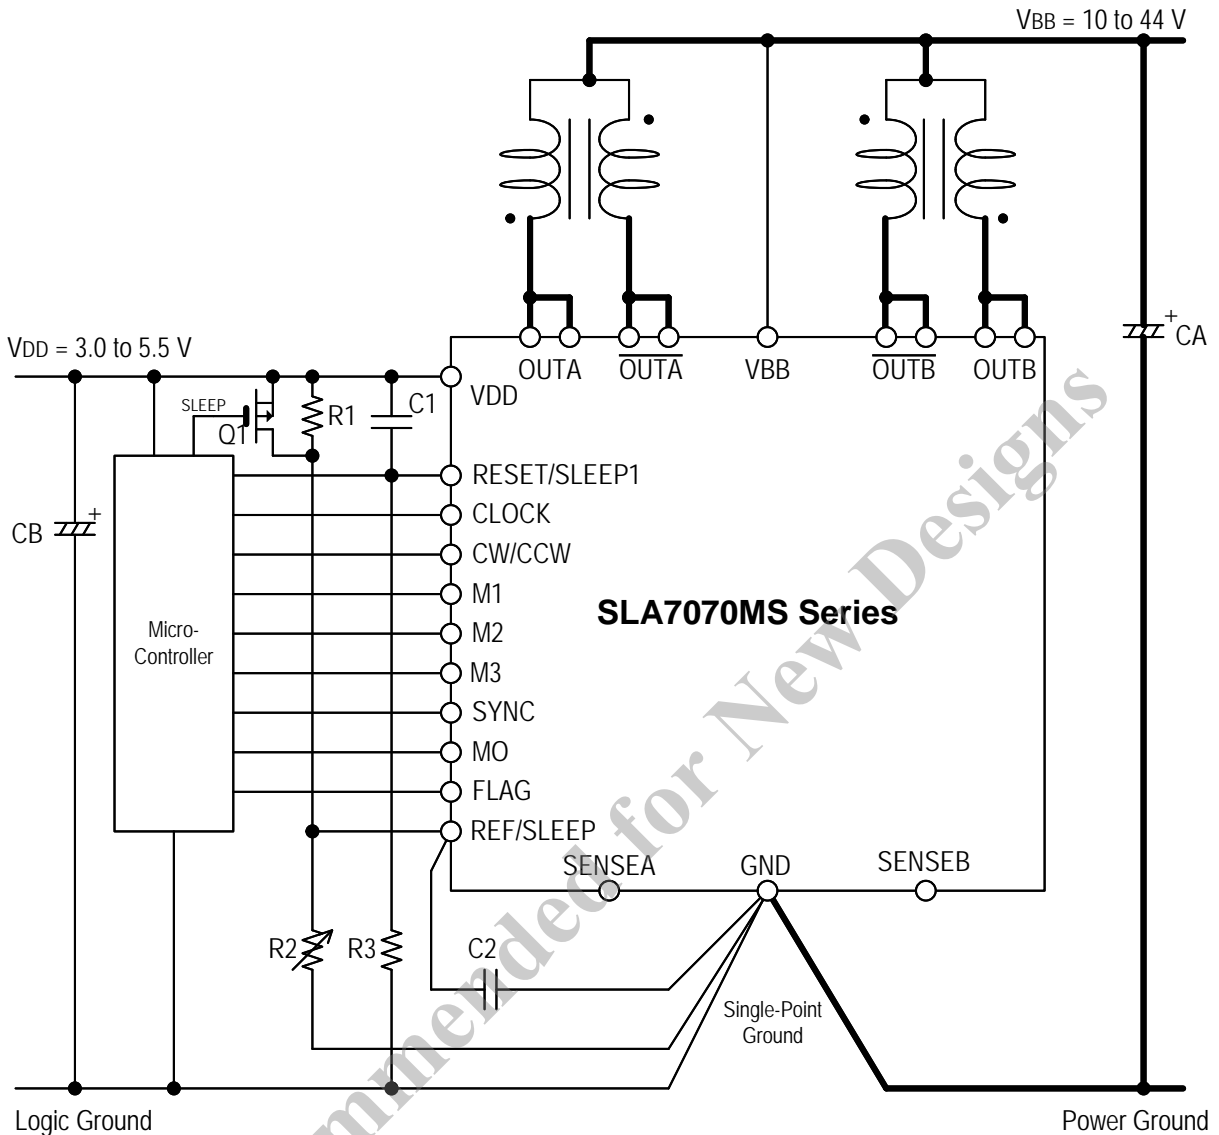 VBB = 10 to 44 V
CA
+
VDD = 3.0 to 5.5 V
OUTA
OUTA
VBB
OUTB
OUTB
VDD
SLEEP
Q1
R1
C1
RESET/SLEEP1
CLOCK
CB
+
CW/CCW
M1
SLA7070MS Series
Micro-
Controller
M2
M3
SYNC
MO
FLAG
REF/SLEEP
SENSEA
GND
SENSEB
R2
R3
C2
Single-Point
Ground
Logic Ground
Power Ground
mmended for New Designs